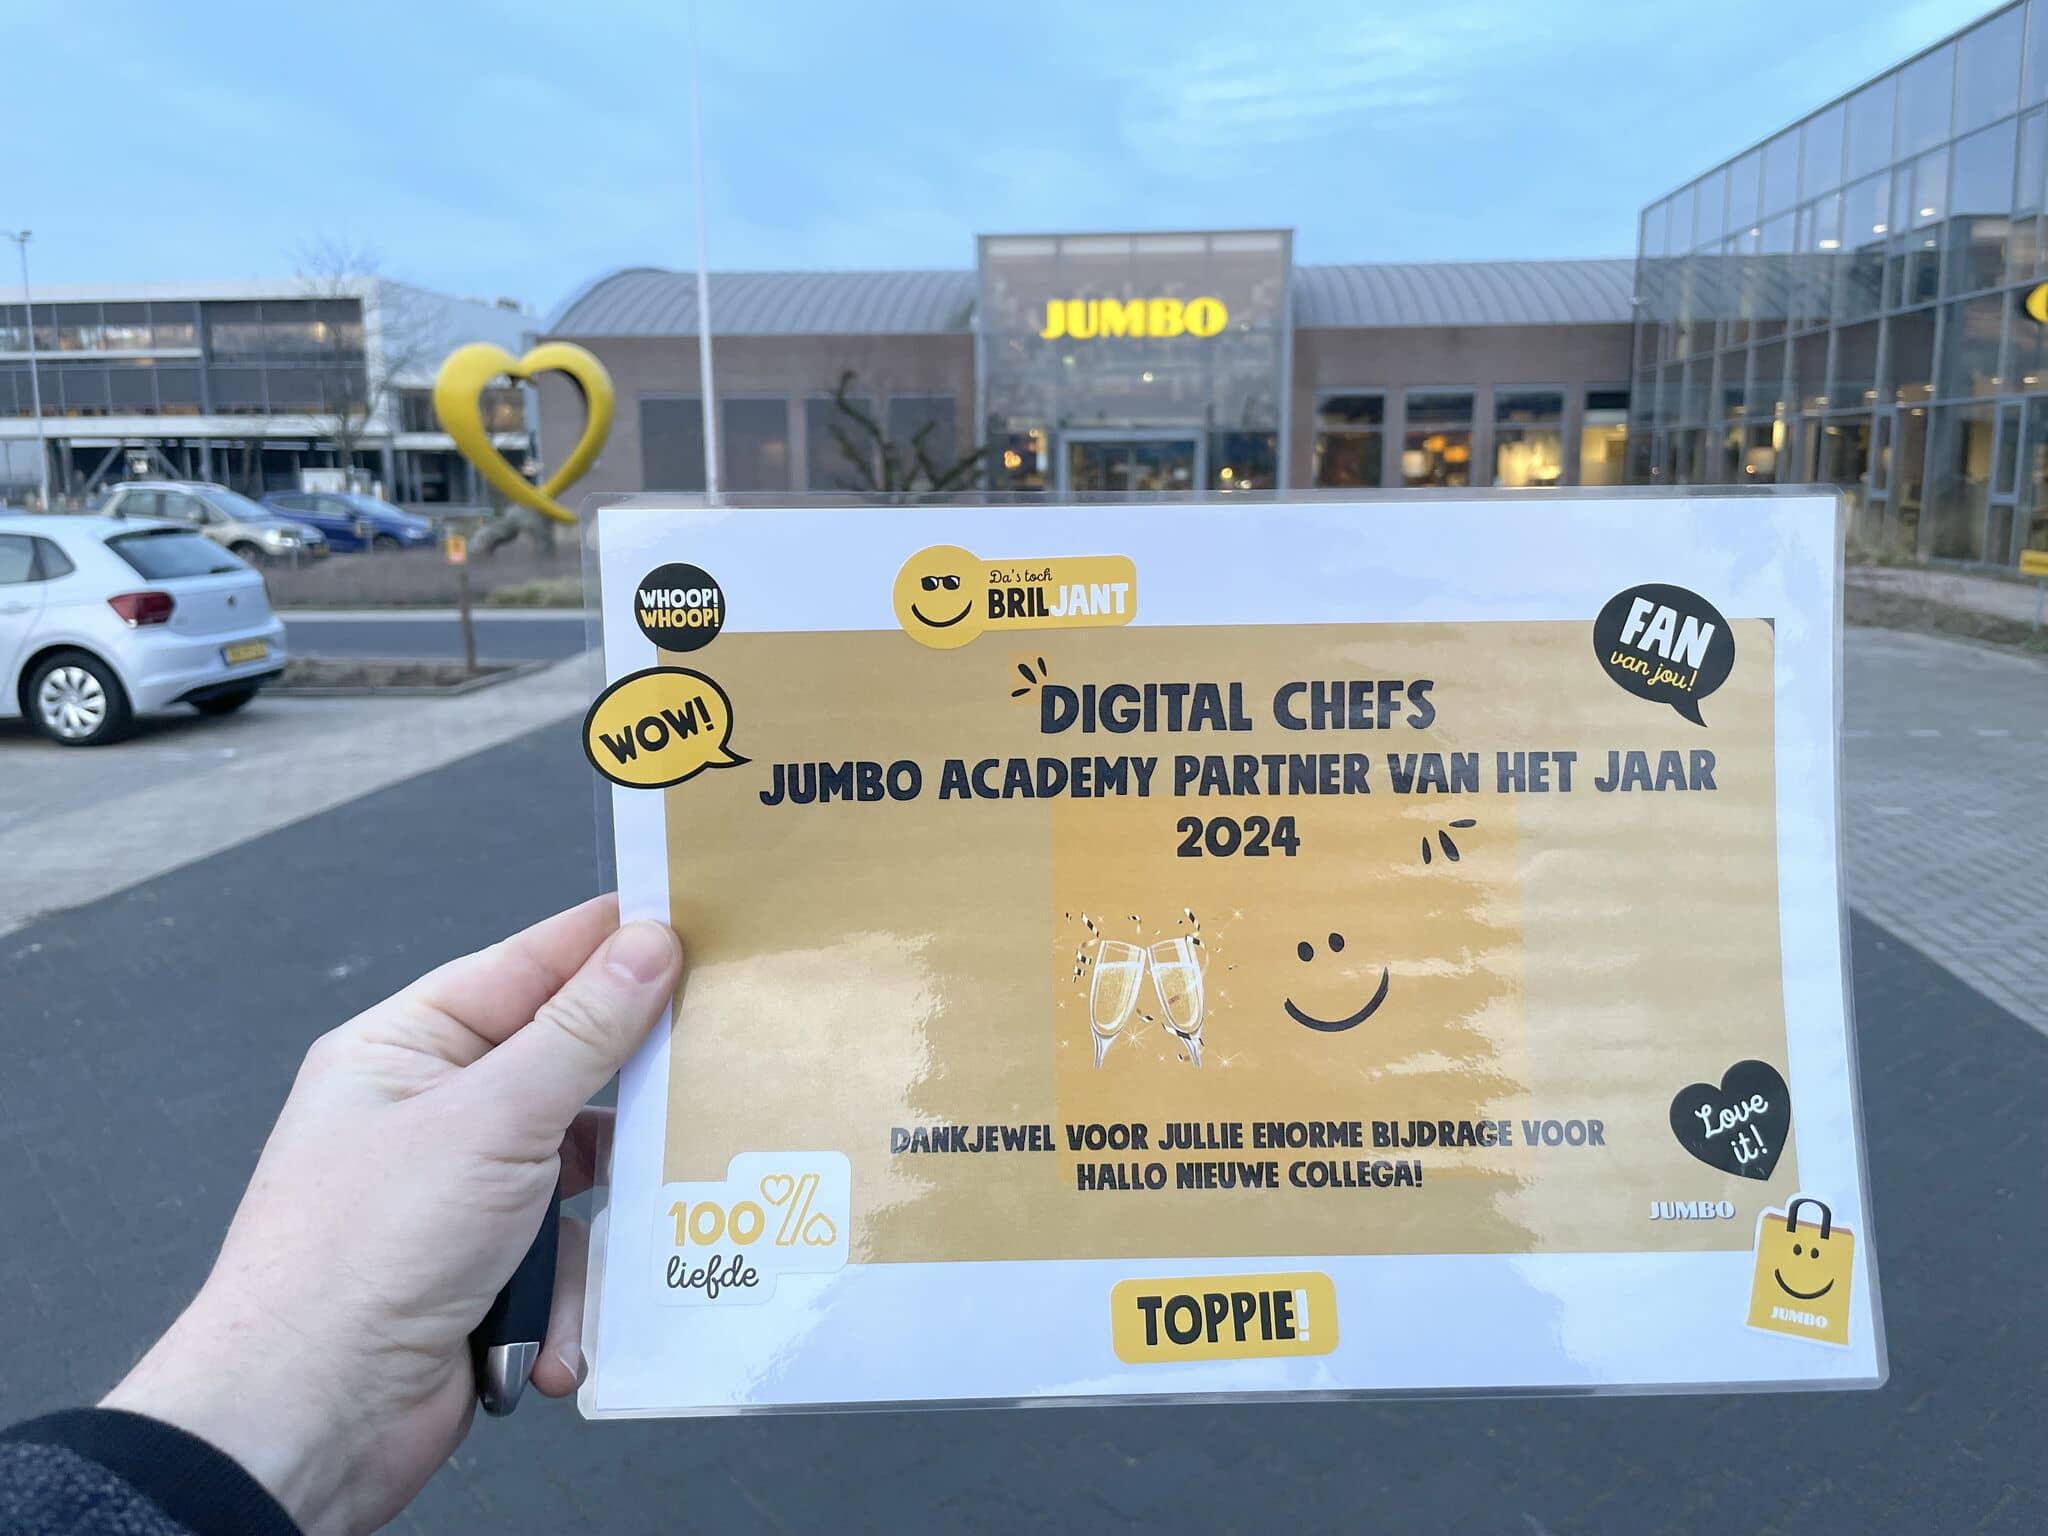 JUMBO
WHOOP!
WHOOP!
Da's toch
BRILJANT
FAN
van jou!
WOW!
DIGITAL CHEFS
JUMBO ACADEMY PARTNER VAN HET JAAR
2024
DANKJEWEL VOOR JULLIE ENORME BIJDRAGE VOOR
HALLO NIEUWE COLLEGA!
Love
it!
JUMBO
100%
liefde
TOPPIE!
JUMBO